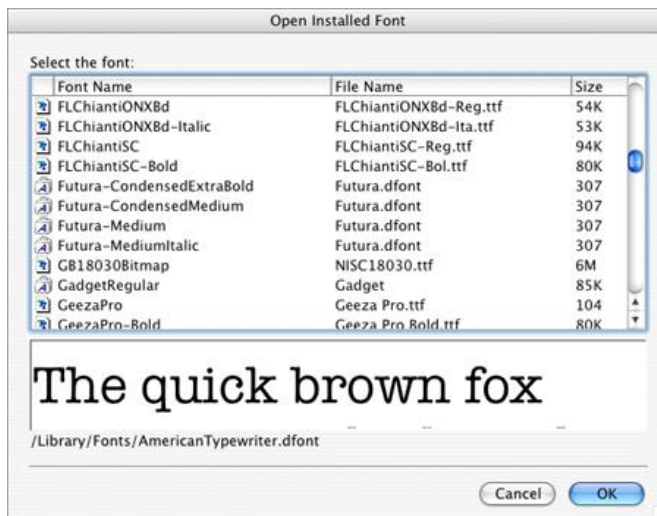 Open Installed Font
Select the font:
Font Name File Name Size
FLChiantiONXBd FLChiantiONXBd-Reg.ttf 54K
FLChiantiONXBd-Italic FLChiantiONXBd-Ita.ttf 53K
FLChiantiSC FLChiantiSC-Reg.ttf 94K
FLChiantiSC-Bold FLChiantiSC-Bol.ttf 80K
Futura-CondensedExtraBold Futura.dfont 307
Futura-CondensedMedium Futura.dfont 307
Futura-Medium Futura.dfont 307
Futura-MediumItalic Futura.dfont 307
GB18030Bitmap NISC18030.ttf 6M
GadgetRegular Gadget 85K
GeezaPro Geeza Pro.ttf 104
GeezaPro-Bold Geeza Pro Bold.ttf 80K
The quick brown fox
/Library/Fonts/AmericanTypewriter.dfont
Cancel OK